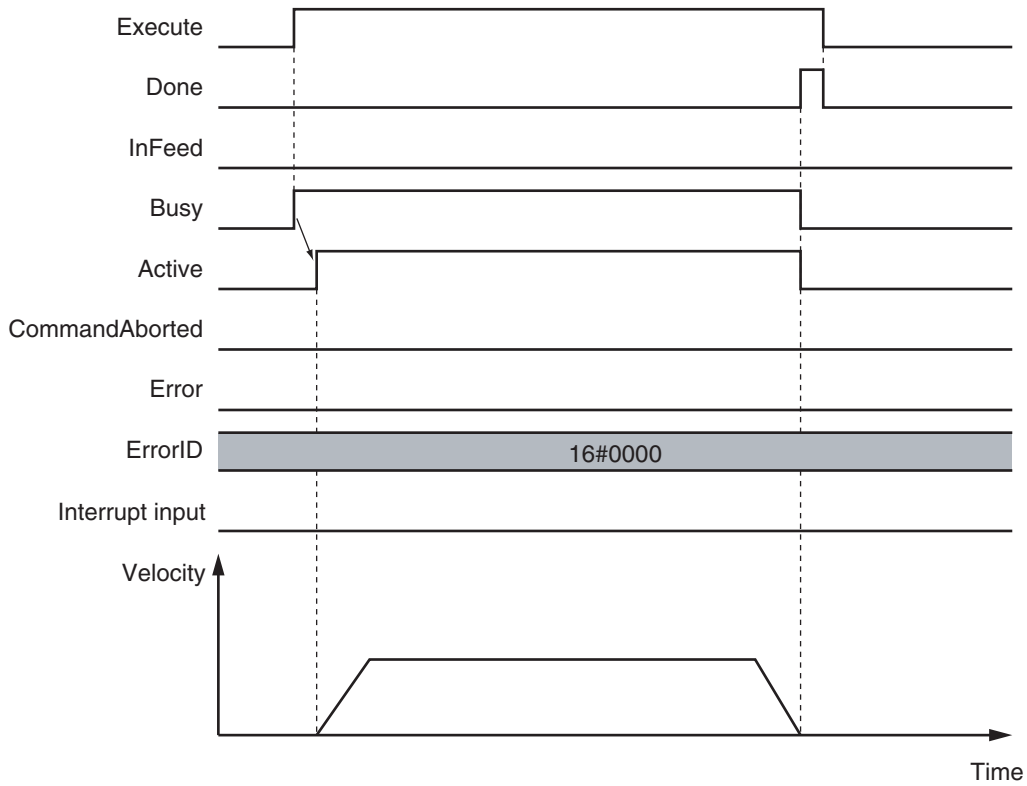 Execute
Done
InFeed
Busy
Active
CommandAborted
Error
ErrorID
16#0000
Interrupt input
Velocity
Time